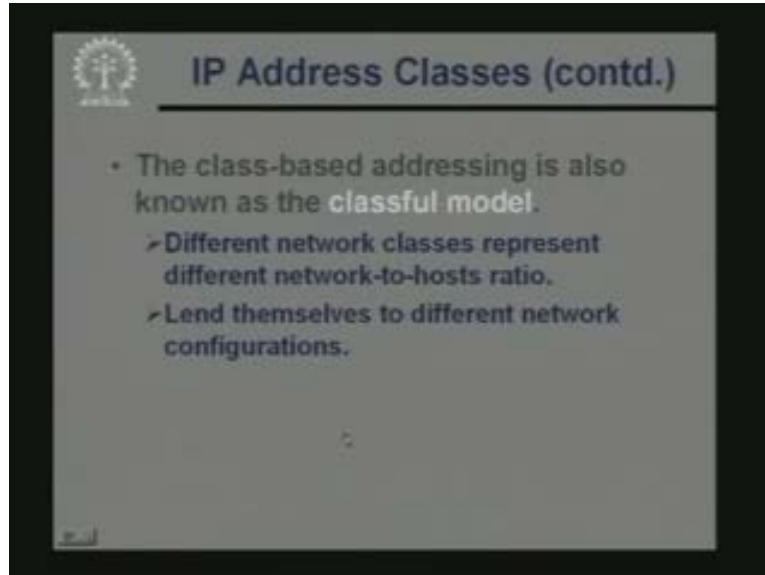 IP Address Classes (contd.)
• The class-based addressing is also
known as the classful model.
➢Different network classes represent
different network-to-hosts ratio.
➢Lend themselves to different network
configurations.